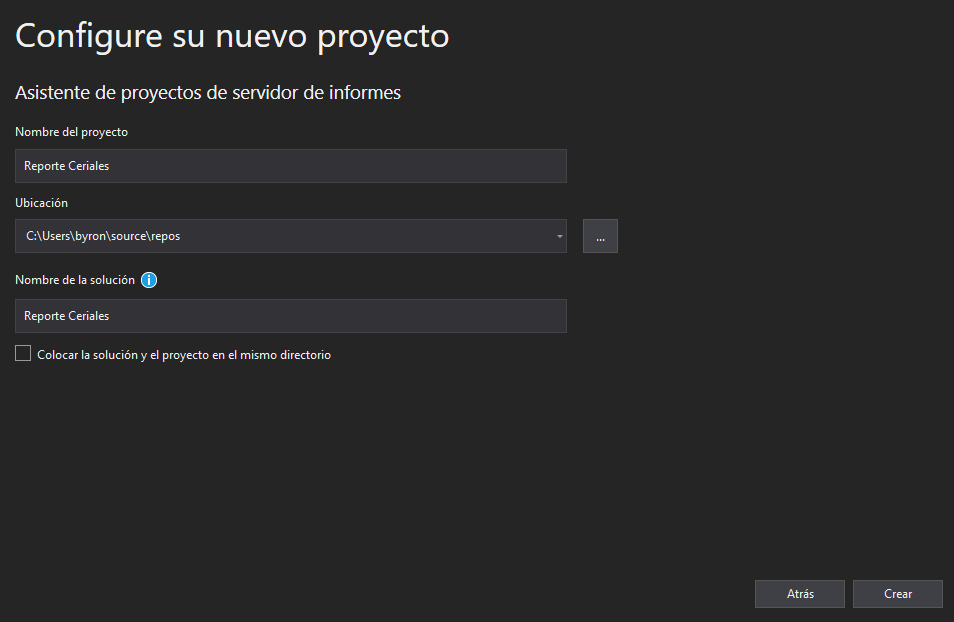 Configure su nuevo proyecto
Asistente de proyectos de servidor de informes
Nombre del proyecto
Reporte Ceriales
Ubicación
C:\Users\byron\source\repos
...
Nombre de la solución
Reporte Ceriales
Colocar la solución y el proyecto en el mismo directorio
Atrás
Crear